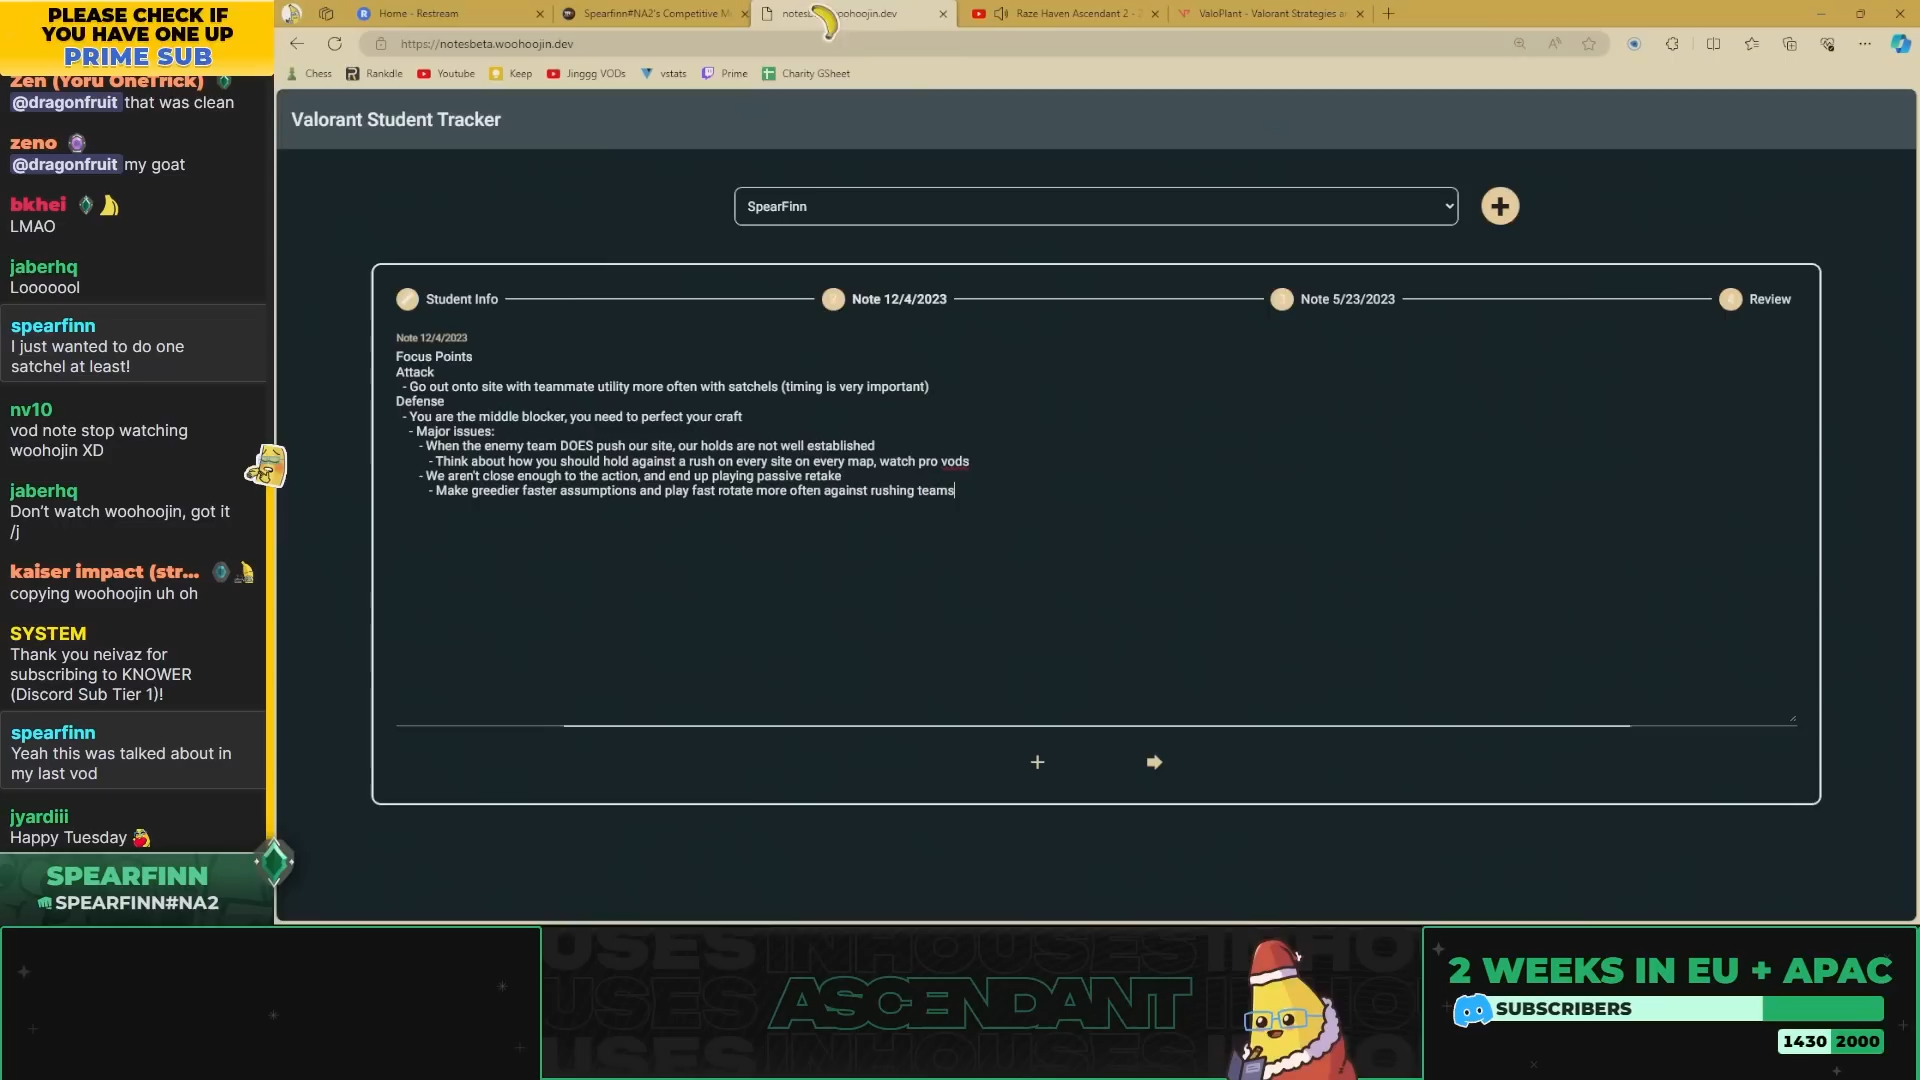 PLEASE CHECK IF
YOU HAVE ONE UP
PRIME SUB
Zen (Yoru OneTrick)
@dragonfruit that was clean
zeno
@dragonfruit my goat
bkhei
LMAO
jaberhq
Looooool
spearfinn
I just wanted to do one
satchel at least!
nv10
vod note stop watching
woohojin XD
jaberhq
Don't watch woohoojin, got it
/j
kaiser impact (str...
copying woohoojin uh oh
SYSTEM
Thank you neivaz for
subscribing to KNOWER
(Discord Sub Tier 1)!
spearfinn
Yeah this was talked about in
my last vod
jyardiii
Happy Tuesday
SPEARFINN
SPEARFINN#NA2
Home - Restream
Spearfinn#NA2's Competitive M
Raze Haven Ascendant 2 -
ValoPlant - Valorant Strategies a
https://notesbeta.woohoojin.dev
Chess
Rankdle
Youtube
Keep
Jinggg VODs
vstats
Prime
Charity GSheet
Valorant Student Tracker
SpearFinn
Student Info
Note 12/4/2023
Note 5/23/2023
Review
Note 12/4/2023
Focus Points
Attack
- Go out onto site with teammate utility more often with satchels (timing is very important)
Defense
- You are the middle blocker, you need to perfect your craft
- Major issues:
- When the enemy team DOES push our site, our holds are not well established
- Think about how you should hold against a rush on every site on every map, watch pro vods
- We aren't close enough to the action, and end up playing passive retake
- Make greedier faster assumptions and play fast rotate more often against rushing teams
USES INHOUSES INHO
ASCENDANT
2 WEEKS IN EU + APAC
SUBSCRIBERS
1430 2000